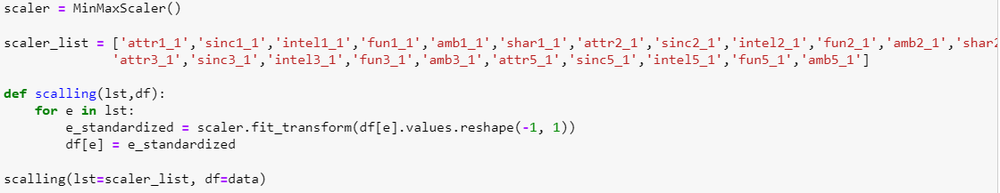 scaler = MinMaxScaler()
scaler_list = ['attr1_1','sinc1_1','intel1_1','fun1_1','amb1_1','shar1_1','attr2_1','sinc2_1','intel2_1','fun2_1','amb2_1','shar2
'attr3_1','sinc3_1','intel3_1','fun3_1','amb3_1','attr5_1','sinc5_1','intel5_1','fun5_1','amb5_1']
def scalling(lst,df):
for e in lst:
e_standardized = scaler.fit_transform(df[e].values.reshape(-1, 1))
df[e] = e_standardized
scalling(lst=scaler_list, df=data)